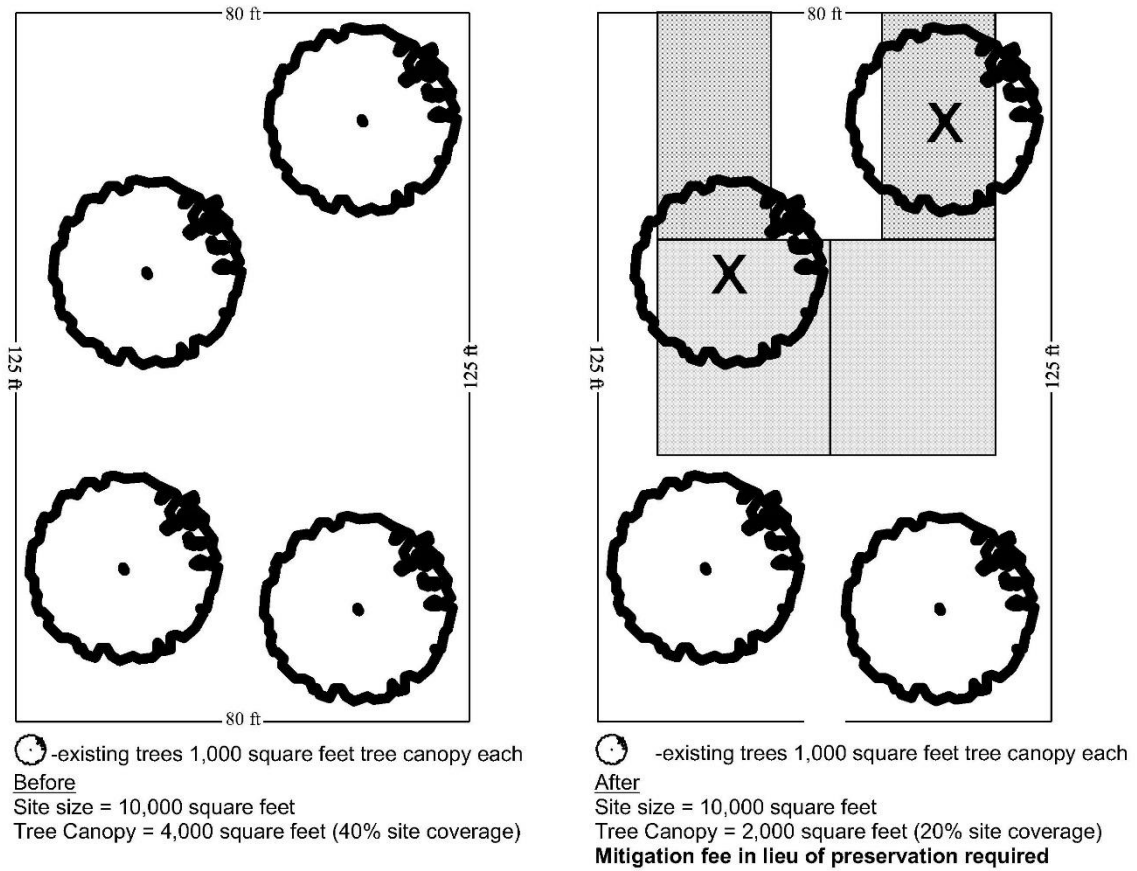 80 ft
125 ft
125 ft
80 ft
-existing trees 1,000 square feet tree canopy each
Before
Site size = 10,000 square feet
Tree Canopy = 4,000 square feet (40% site coverage)
80 ft
X
X
125 ft
125 ft
-existing trees 1,000 square feet tree canopy each
After
Site size = 10,000 square feet
Tree Canopy = 2,000 square feet (20% site coverage)
Mitigation fee in lieu of preservation required